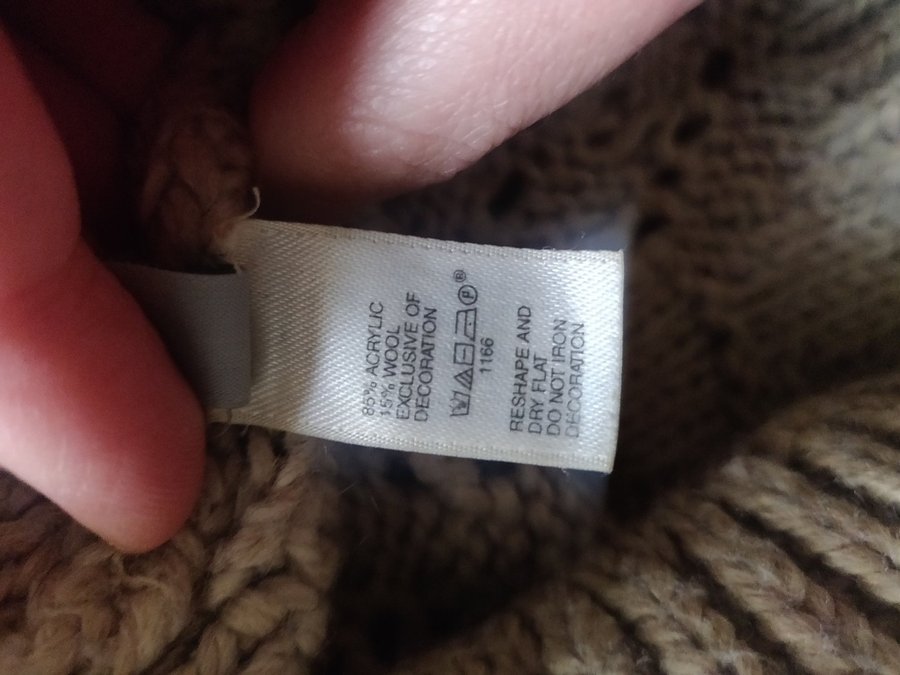 85% ACRYLIC
15% WOOL
EXCLUSIVE OF
DECORATION
P ®
1166
RESHAPE AND
DRY FLAT
DO NOT IRON
DECORATION